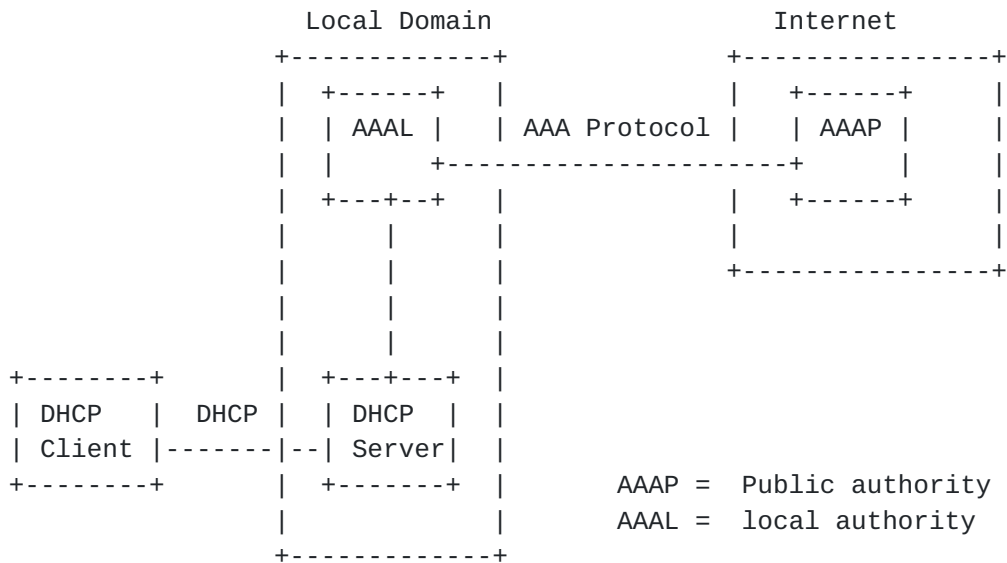 Local Domain Internet
AAAL AAA Protocol AAAP
DHCP DHCP DHCP
Client Server
AAAP = Public authority
AAAL = local authority